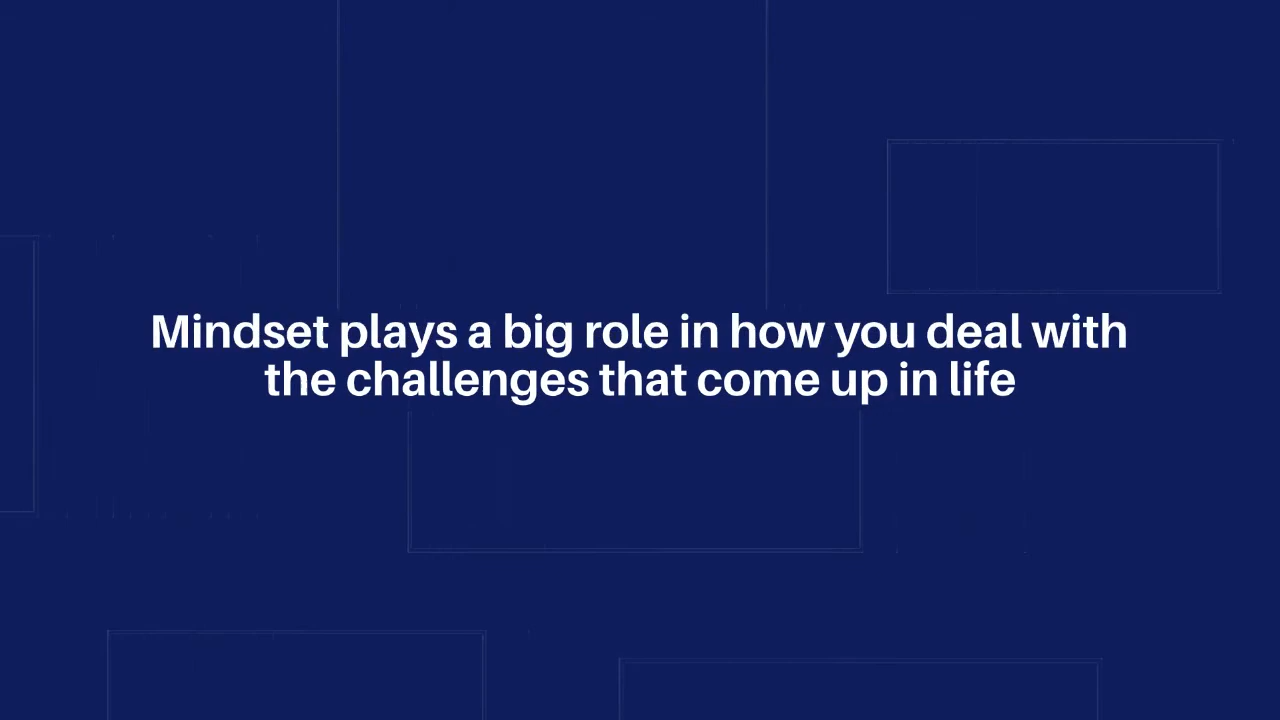 Mindset plays a big role in how you deal with
the challenges that come up in life